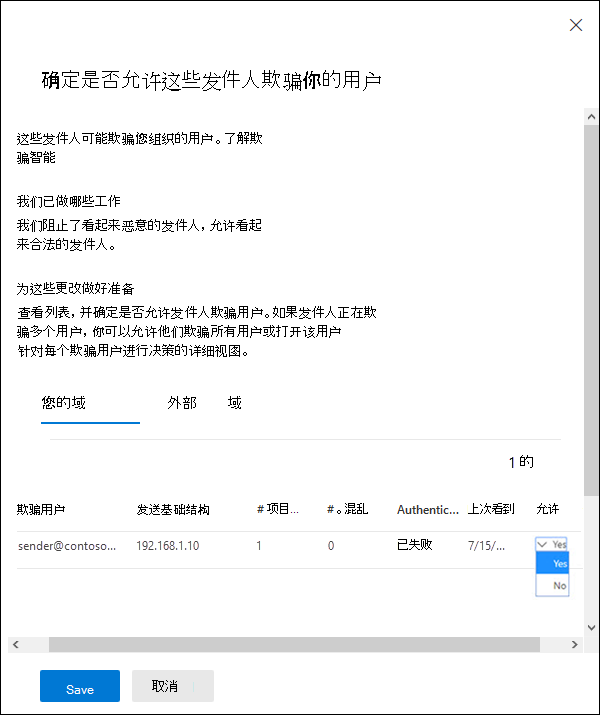 确定是否允许这些发件人欺骗你的用户
这些发件人可能欺骗您组织的用户。了解欺
骗智能
我们已做哪些工作
我们阻止了看起来恶意的发件人，允许看起
来合法的发件人。
为这些更改做好准备
查看列表，并确定是否允许发件人欺骗用户。如果发件人正在欺
骗多个用户，你可以允许他们欺骗所有用户或打开该用户
针对每个欺骗用户进行决策的详细视图。
您的域 外部 域
1 的
欺骗用户 发送基础结构 # 项目... #。混乱 Authentic... 上次看到 允许
sender@contoso... 192.168.1.10 1 0 已失败 7/15/... Yes
Yes
No
Save 取消